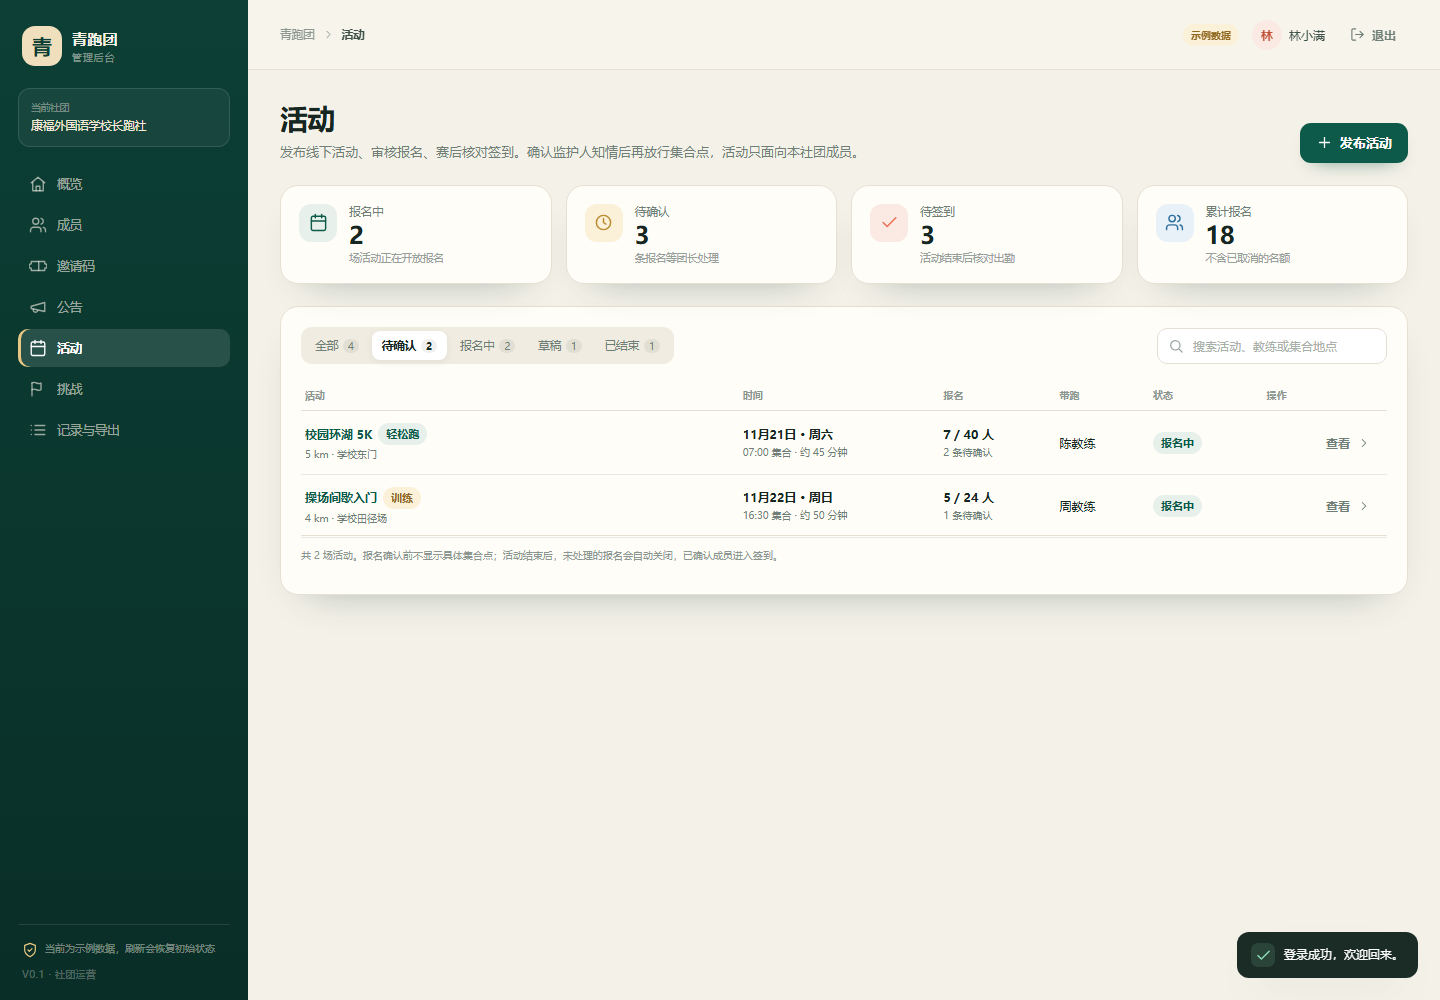 青
青跑团
管理后台
当前社团
康福外国语学校长跑社
概览
成员
邀请码
公告
活动
挑战
记录与导出
当前为示例数据，刷新会恢复初始状态
V0.1 · 社团运营
青跑团 > 活动
示例数据
林 林小满
退出
活动
发布线下活动、审核报名、赛后核对签到。确认监护人知情后再放行集合点，活动只面向本社团成员。
发布活动
报名中
2
场活动正在开放报名
待确认
3
条报名等团长处理
待签到
3
活动结束后核对出勤
累计报名
18
不含已取消的名额
全部 4 待确认 2 报名中 2 草稿 1 已结束 1
搜索活动、教练或集合地点
活动 时间 报名 带跑 状态 操作
校园环湖 5K 轻松跑
5 km · 学校东门
11月21日 · 周六
07:00 集合 · 约 45 分钟
7 / 40 人
2 条待确认
陈教练
报名中
查看
操场间歇入门 训练
4 km · 学校田径场
11月22日 · 周日
16:30 集合 · 约 50 分钟
5 / 24 人
1 条待确认
周教练
报名中
查看
共 2 场活动。报名确认前不显示具体集合点；活动结束后，未处理的报名会自动关闭，已确认成员进入签到。
登录成功，欢迎回来。